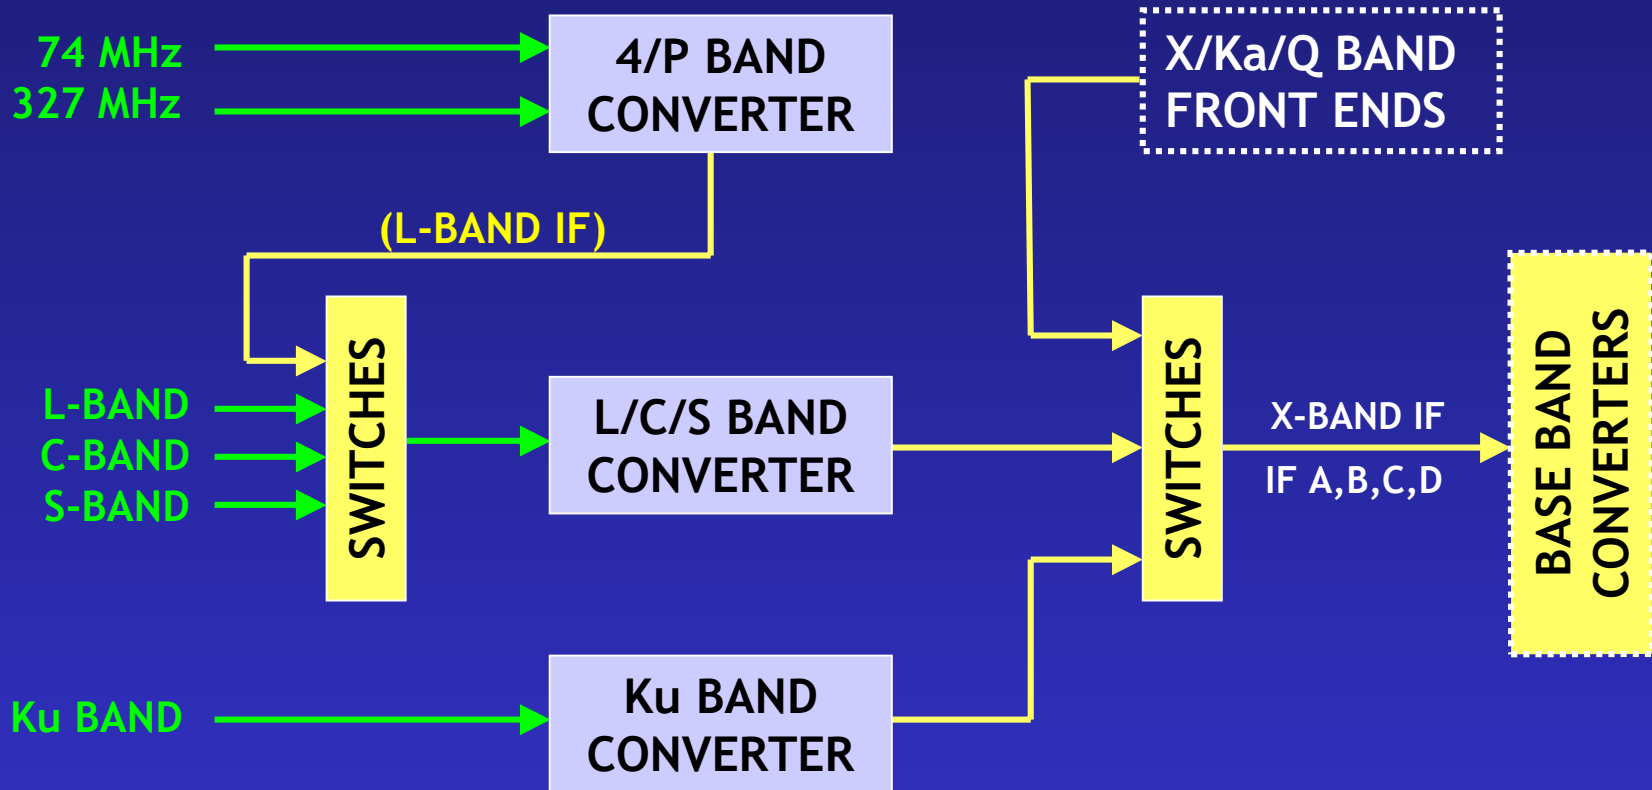 74 MHz
327 MHz
4/P BAND
CONVERTER
X/Ka/Q BAND
FRONT ENDS
(L-BAND IF)
L-BAND
C-BAND
S-BAND
SWITCHES
L/C/S BAND
CONVERTER
SWITCHES
X-BAND IF
IF A,B,C,D
BASE BAND
CONVERTERS
Ku BAND
Ku BAND
CONVERTER